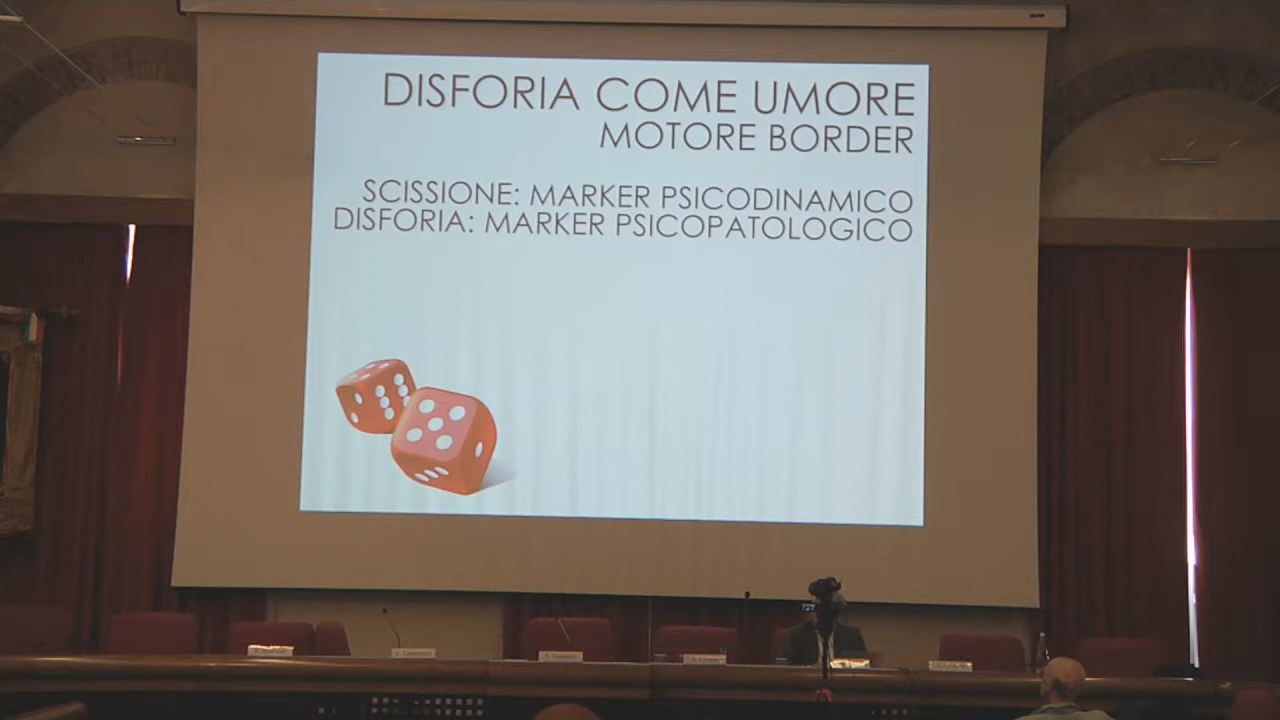 DISFORIA COME UMORE
MOTORE BORDER
SCISSIONE: MARKER PSICODINAMICO
DISFORIA: MARKER PSICOPATOLOGICO